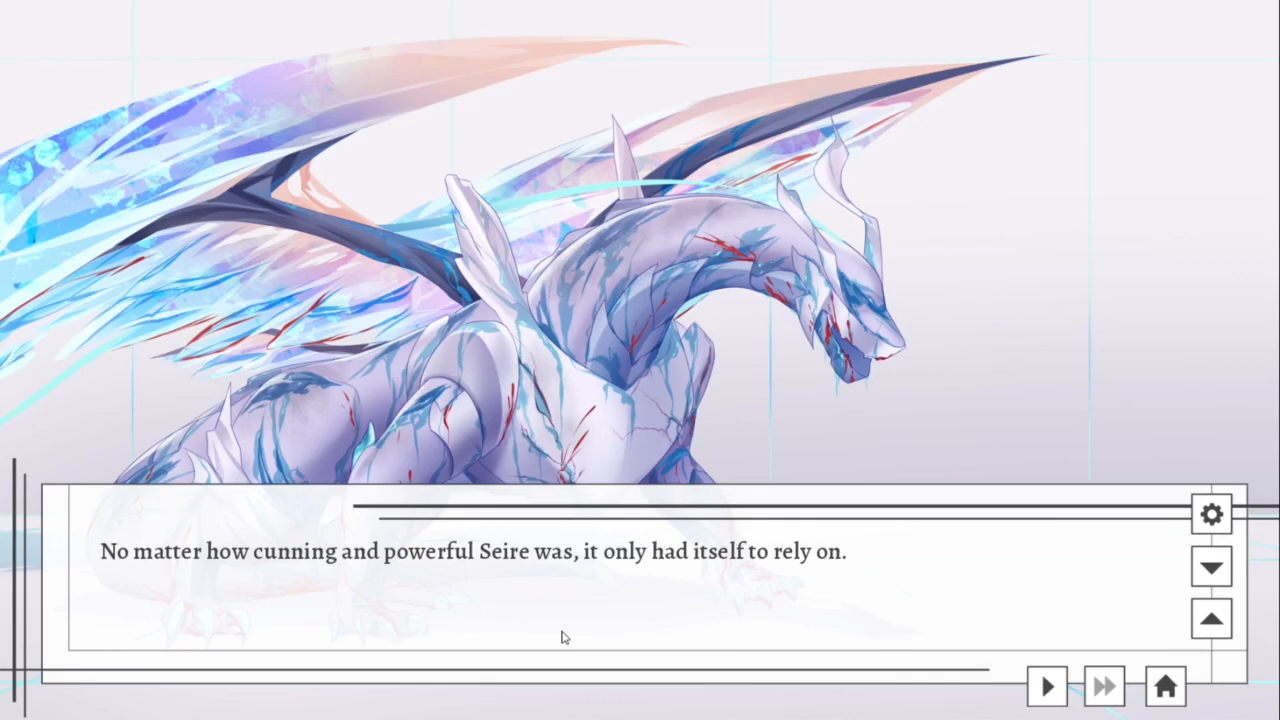 No matter how cunning and powerful Seire was, it only had itself to rely on.